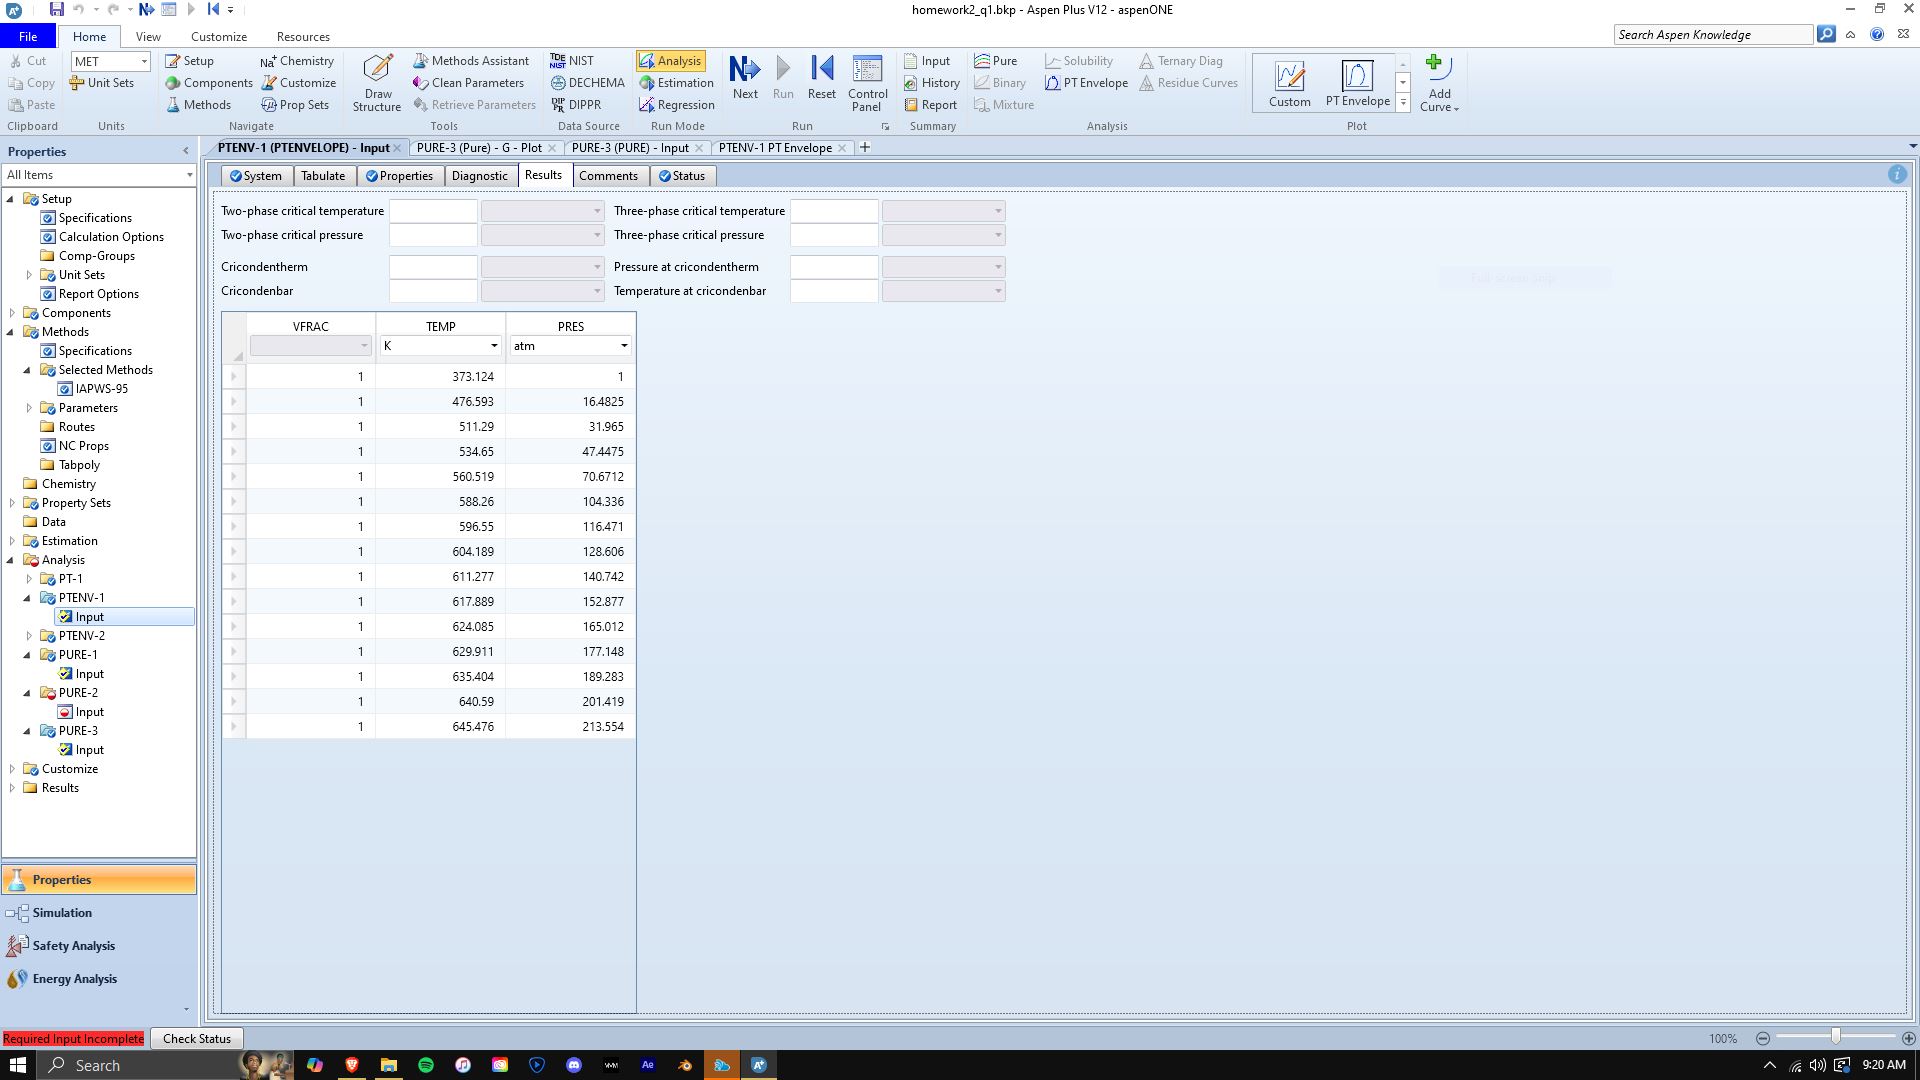 homework2_q1.bkp - Aspen Plus V12 - aspenONE
File Home View Customize Resources
Search Aspen Knowledge
Cut MET Setup Chemistry Methods Assistant NIST Analysis Input Pure Solubility Ternary Diag
Copy Unit Sets Components Customize Clean Parameters DECHEMA Estimation History Binary PT Envelope Residue Curves
Paste Methods Prop Sets Retrieve Parameters DIPPR Regression Report Mixture
Draw Structure Next Run Reset Control Panel Custom PT Envelope Add Curve
Clipboard Units Navigate Tools Data Source Run Mode Run Summary Analysis Plot
Properties
All Items
Setup
Specifications
Calculation Options
Comp-Groups
Unit Sets
Report Options
Components
Methods
Specifications
Selected Methods
IAPWS-95
Parameters
Routes
NC Props
Tabpoly
Chemistry
Property Sets
Data
Estimation
Analysis
PT-1
PTENV-1
Input
PTENV-2
PURE-1
Input
PURE-2
Input
PURE-3
Input
Customize
Results
Properties
Simulation
Safety Analysis
Energy Analysis
PTENV-1 (PTENVELOPE) - Input PURE-3 (Pure) - G - Plot PURE-3 (PURE) - Input PTENV-1 PT Envelope
System Tabulate Properties Diagnostic Results Comments Status
Two-phase critical temperature Three-phase critical temperature
Two-phase critical pressure Three-phase critical pressure
Cricondentherm Pressure at cricondentherm
Cricondenbar Temperature at cricondenbar
VFRAC TEMP PRES
K atm
1 373.124 1
1 476.593 16.4825
1 511.29 31.965
1 534.65 47.4475
1 560.519 70.6712
1 588.26 104.336
1 596.55 116.471
1 604.189 128.606
1 611.277 140.742
1 617.889 152.877
1 624.085 165.012
1 629.911 177.148
1 635.404 189.283
1 640.59 201.419
1 645.476 213.554
Required Input Incomplete Check Status 100%
Search 9:20 AM